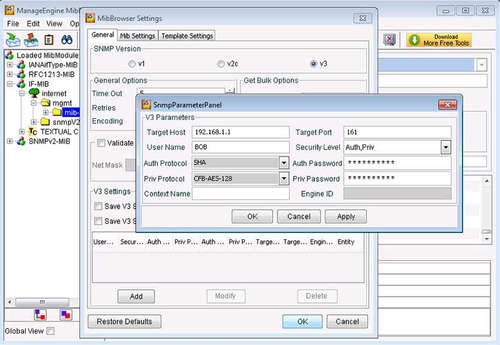 ManageEngine MibBrowser
MibBrowser Settings
File Edit View O
General Mib Settings Template Settings
Download
More Free Tools
SNMP Version
v1 v2c v3
Loaded MibModule
IANAifType-MIB
RFC1213-MIB
IF-MIB
internet
mgmt
mib-
snmpV2
TEXTUAL C
SNMPv2-MIB
General Options Get Bulk Options
Time Out 5
Retries
Encoding
Validate
Net Mask
V3 Settings
Save V3 S
Save V3 S
SnmpParameterPanel
V3 Parameters
Target Host 192.168.1.1 Target Port 161
User Name BOB Security Level Auth,Priv
Auth Protocol SHA Auth Password **********
Priv Protocol CFB-AES-128 Priv Password **********
Context Name Engine ID
OK Cancel Apply
User... Secur... Auth ... Priv P... Auth ... Priv P... Targe... Targe... Engin... Entity
Add Modify Delete
Restore Defaults OK Cancel
Global View